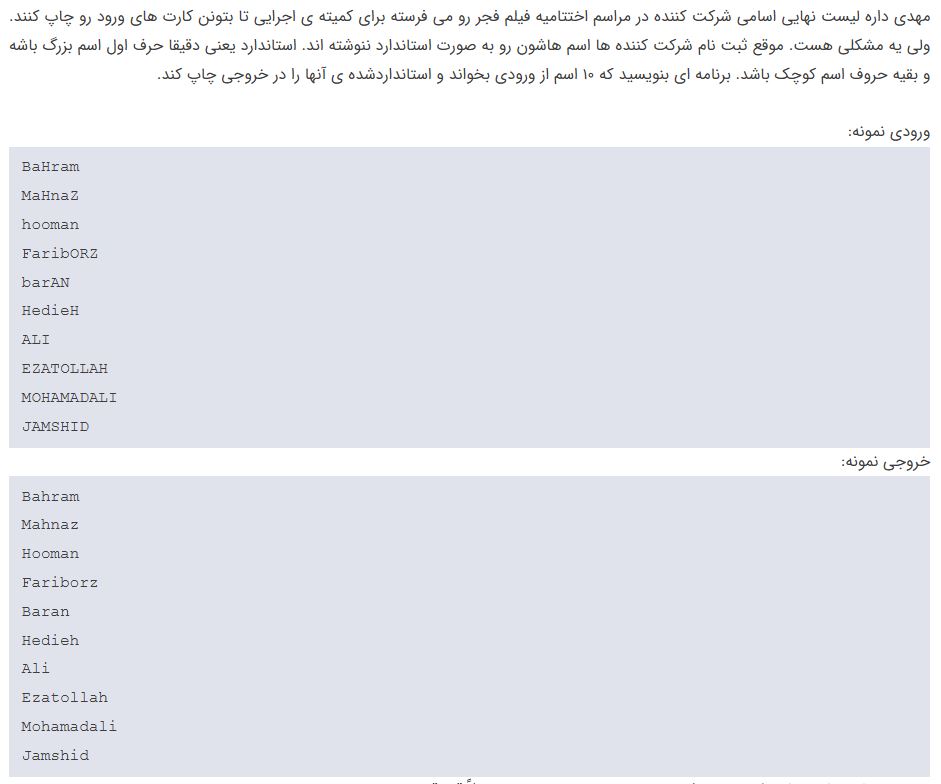 مهدی داره لیست نهایی اسامی شرکت کننده در مراسم اختتامیه فیلم فجر رو می فرسته برای کمیته ی اجرایی تا بتونن کارت های ورود رو چاپ کنند.
ولی یه مشکلی هست. موقع ثبت نام شرکت کننده ها اسم هاشون رو به صورت استاندارد ننوشته اند. استاندارد یعنی دقیقا حرف اول اسم بزرگ باشه
و بقیه حروف اسم کوچک باشد. برنامه ای بنویسید که ۱۰ اسم از ورودی بخواند و استانداردشده ی آنها را در خروجی چاپ کند.
ورودی نمونه:
BaHram
MaHnaZ
hooman
FaribORZ
barAN
HedieH
ALI
EZATOLLAH
MOHAMADALI
JAMSHID
خروجی نمونه:
Bahram
Mahnaz
Hooman
Fariborz
Baran
Hedieh
Ali
Ezatollah
Mohamadali
Jamshid